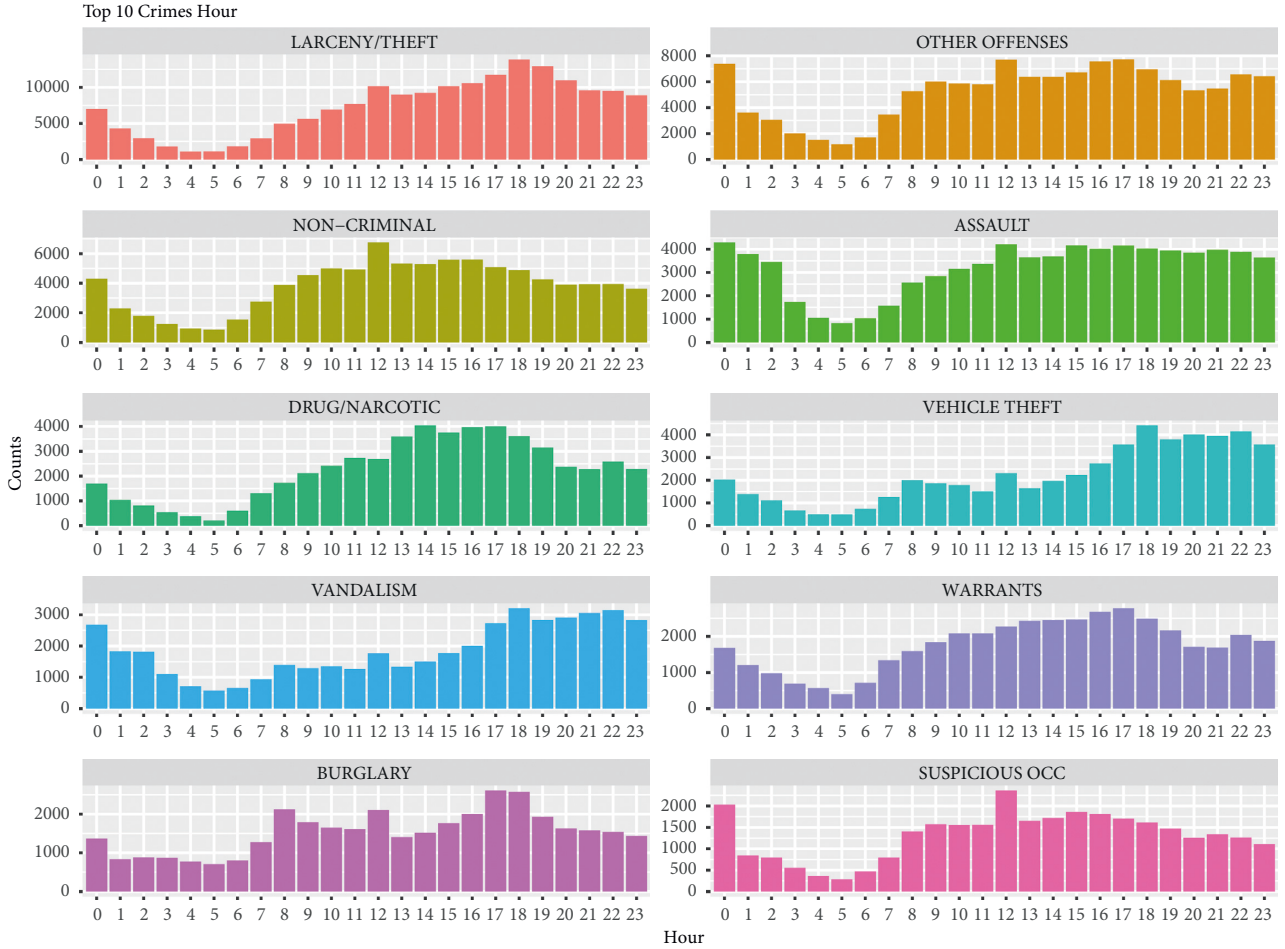 Top 10 Crimes Hour
LARCENY/THEFT
10000
5000
0
0 1 2 3 4 5 6 7 8 9 10 11 12 13 14 15 16 17 18 19 20 21 22 23
OTHER OFFENSES
8000
6000
4000
2000
0
0 1 2 3 4 5 6 7 8 9 10 11 12 13 14 15 16 17 18 19 20 21 22 23
NON−CRIMINAL
6000
4000
2000
0
0 1 2 3 4 5 6 7 8 9 10 11 12 13 14 15 16 17 18 19 20 21 22 23
ASSAULT
4000
3000
2000
1000
0
0 1 2 3 4 5 6 7 8 9 10 11 12 13 14 15 16 17 18 19 20 21 22 23
Counts
DRUG/NARCOTIC
4000
3000
2000
1000
0
0 1 2 3 4 5 6 7 8 9 10 11 12 13 14 15 16 17 18 19 20 21 22 23
VEHICLE THEFT
4000
3000
2000
1000
0
0 1 2 3 4 5 6 7 8 9 10 11 12 13 14 15 16 17 18 19 20 21 22 23
VANDALISM
3000
2000
1000
0
0 1 2 3 4 5 6 7 8 9 10 11 12 13 14 15 16 17 18 19 20 21 22 23
WARRANTS
2000
1000
0
0 1 2 3 4 5 6 7 8 9 10 11 12 13 14 15 16 17 18 19 20 21 22 23
BURGLARY
2000
1000
0
0 1 2 3 4 5 6 7 8 9 10 11 12 13 14 15 16 17 18 19 20 21 22 23
SUSPICIOUS OCC
2000
1500
1000
500
0
0 1 2 3 4 5 6 7 8 9 10 11 12 13 14 15 16 17 18 19 20 21 22 23
Hour